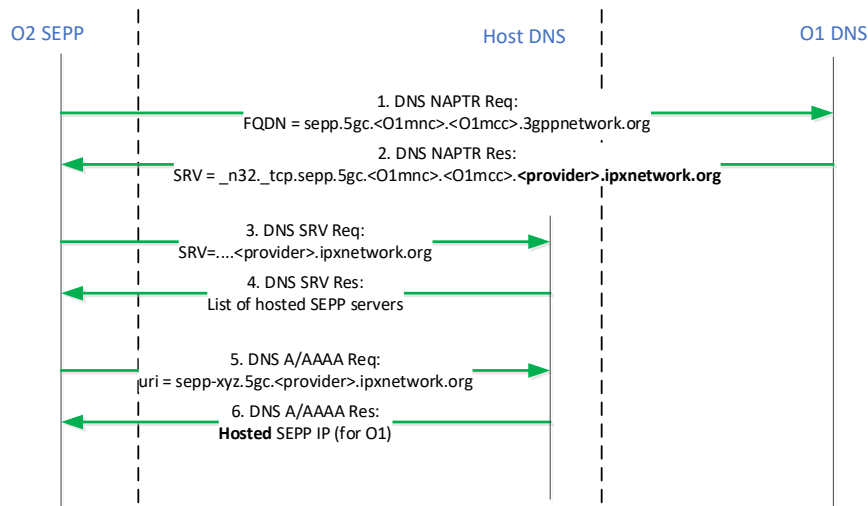 O2 SEPP
Host DNS
O1 DNS
1. DNS NAPTR Req:
FQDN = sepp.5gc.<O1mnc>.<O1mcc>.3gppnetwork.org
2. DNS NAPTR Res:
SRV = _n32._tcp.sepp.5gc.<O1mnc>.<O1mcc>.<provider>.ipxnetwork.org
3. DNS SRV Req:
SRV=....<provider>.ipxnetwork.org
4. DNS SRV Res:
List of hosted SEPP servers
5. DNS A/AAAA Req:
uri = sepp-xyz.5gc.<provider>.ipxnetwork.org
6. DNS A/AAAA Res:
Hosted SEPP IP (for O1)